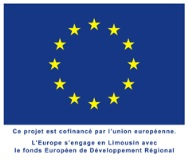 Ce projet est cofinancé par l'union européenne.
L'Europe s'engage en Limousin avec
le fonds Européen de Développement Régional